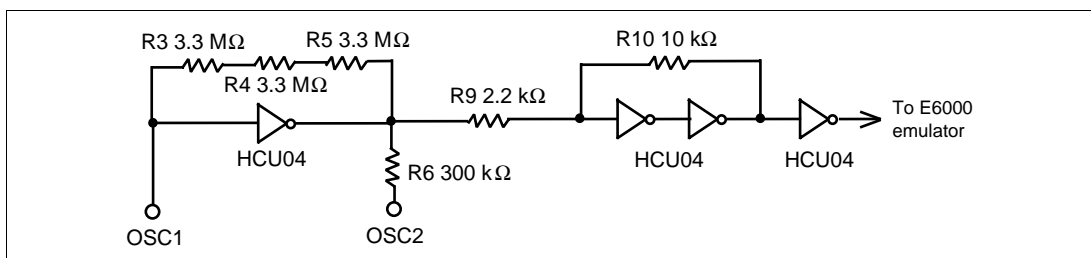 R3 3.3 MΩ
R5 3.3 MΩ
R4 3.3 MΩ
R10 10 kΩ
R9 2.2 kΩ
To E6000
emulator
HCU04
HCU04
HCU04
R6 300 kΩ
OSC1
OSC2